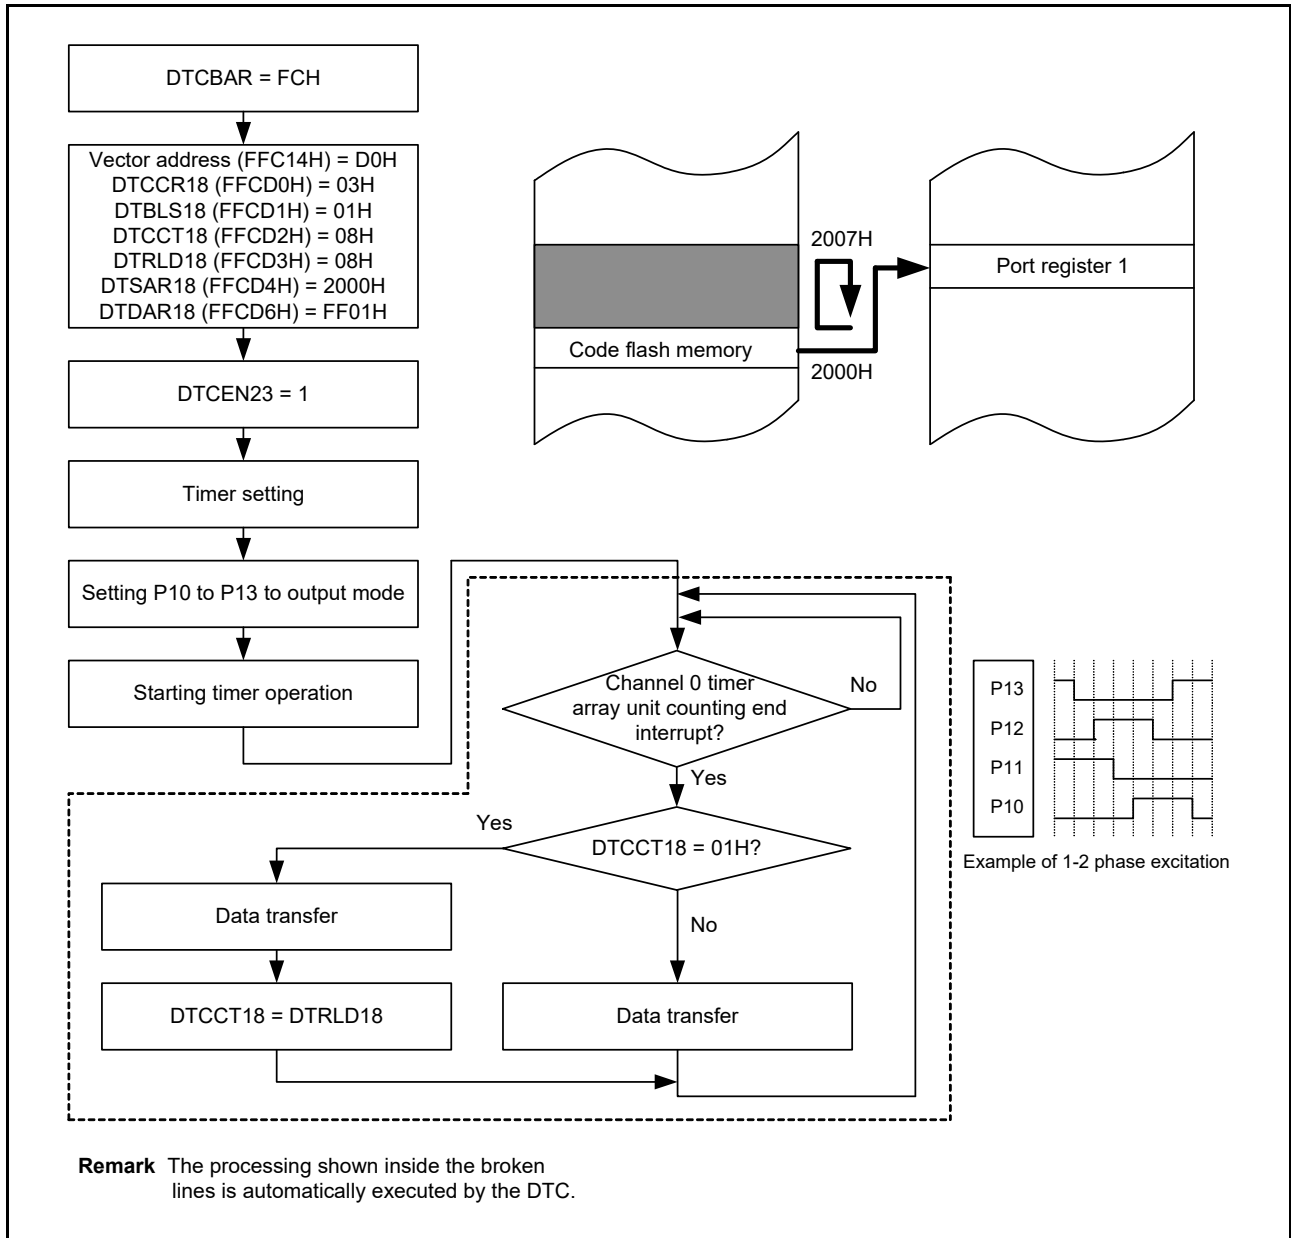 DTCBAR = FCH
Vector address (FFC14H) = D0H
DTCCR18 (FFCD0H) = 03H
DTBLS18 (FFCD1H) = 01H
DTCCT18 (FFCD2H) = 08H
DTRLD18 (FFCD3H) = 08H
DTSAR18 (FFCD4H) = 2000H
DTDAR18 (FFCD6H) = FF01H
DTCEN23 = 1
Timer setting
Setting P10 to P13 to output mode
Starting timer operation
2007H
Port register 1
Code flash memory
2000H
Channel 0 timer
array unit counting end
interrupt?
No
Yes
DTCCT18 = 01H?
Yes
No
Data transfer
DTCCT18 = DTRLD18
Data transfer
P13
P12
P11
P10
Example of 1-2 phase excitation
Remark The processing shown inside the broken
lines is automatically executed by the DTC.